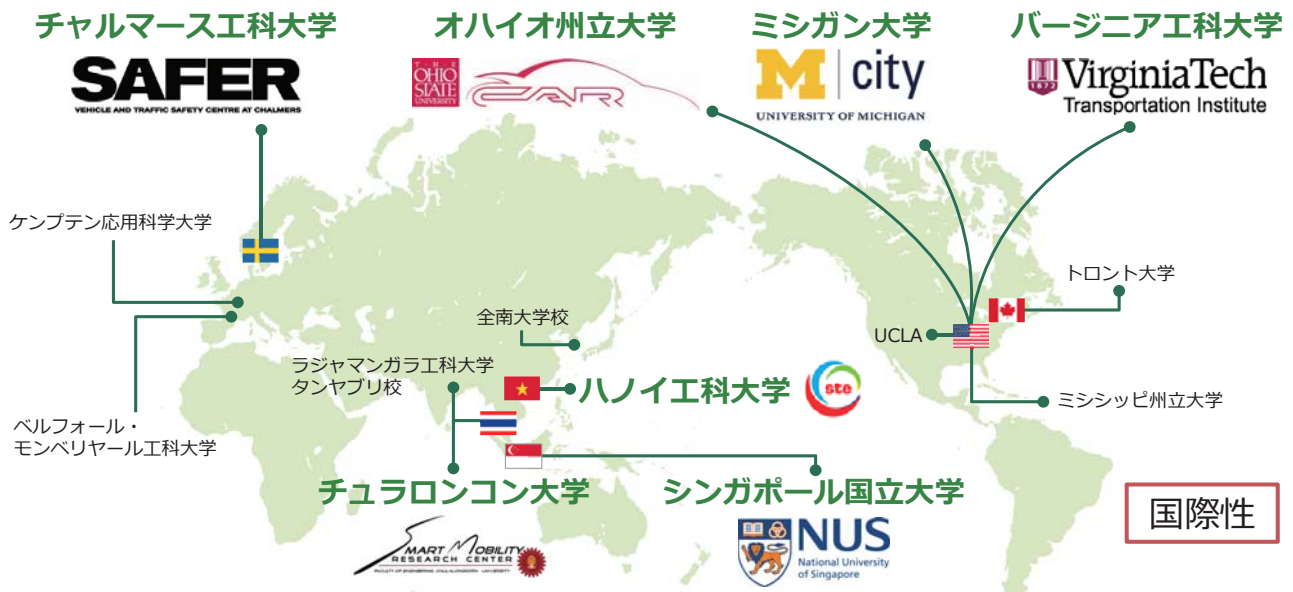 チャルマース工科大学
オハイオ州立大学
ミシガン大学
バージニア工科大学
SAFER
VEHICLE AND TRAFFIC SAFETY CENTRE AT CHALMERS
THE
OHIO
STATE
UNIVERSITY
CAR
M city
UNIVERSITY OF MICHIGAN
1872
VirginiaTech
Transportation Institute
ケンプテン応用科学大学
トロント大学
全南大学校
UCLA
ラジャマンガラ工科大学
タンヤブリ校
ハノイ工科大学
ste
ミシシッピ州立大学
ベルフォール・
モンベリヤール工科大学
チュラロンコン大学
シンガポール国立大学
国際性
SMART MOBILITY
RESEARCH CENTER
FACULTY OF ENGINEERING, CHULALONGKORN UNIVERSITY
NUS
National University
of Singapore